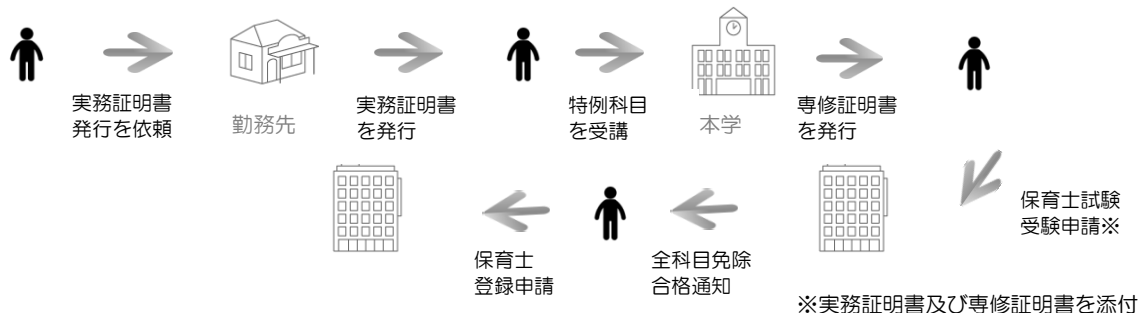 実務証明書
発行を依頼
勤務先
実務証明書
を発行
特例科目
を受講
本学
専修証明書
を発行
保育士試験
受験申請※
全科目免除
合格通知
保育士
登録申請
※実務証明書及び専修証明書を添付